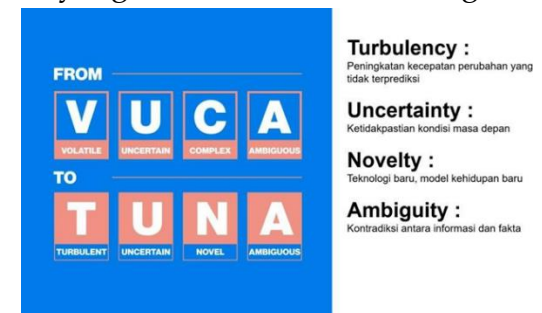 FROM
V U C A
VOLATILE UNCERTAIN COMPLEX AMBIGUOUS
TO
T U N A
TURBULENT UNCERTAIN NOVEL AMBIGUOUS
Turbulency :
Peningkatan kecepatan perubahan yang
tidak terprediksi
Uncertainty :
Ketidakpastian kondisi masa depan
Novelty :
Teknologi baru, model kehidupan baru
Ambiguity :
Kontradiksi antara informasi dan fakta